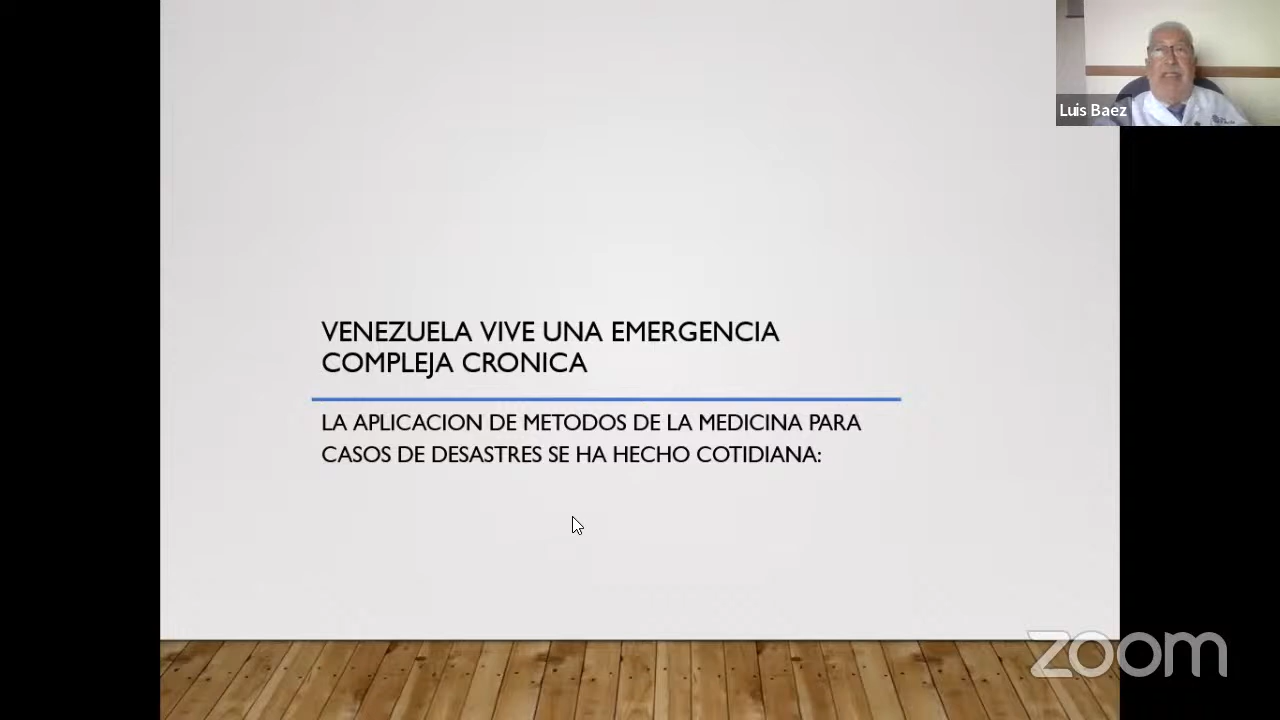 VENEZUELA VIVE UNA EMERGENCIA
COMPLEJA CRONICA
LA APLICACION DE METODOS DE LA MEDICINA PARA
CASOS DE DESASTRES SE HA HECHO COTIDIANA:
Luis Baez
zoom